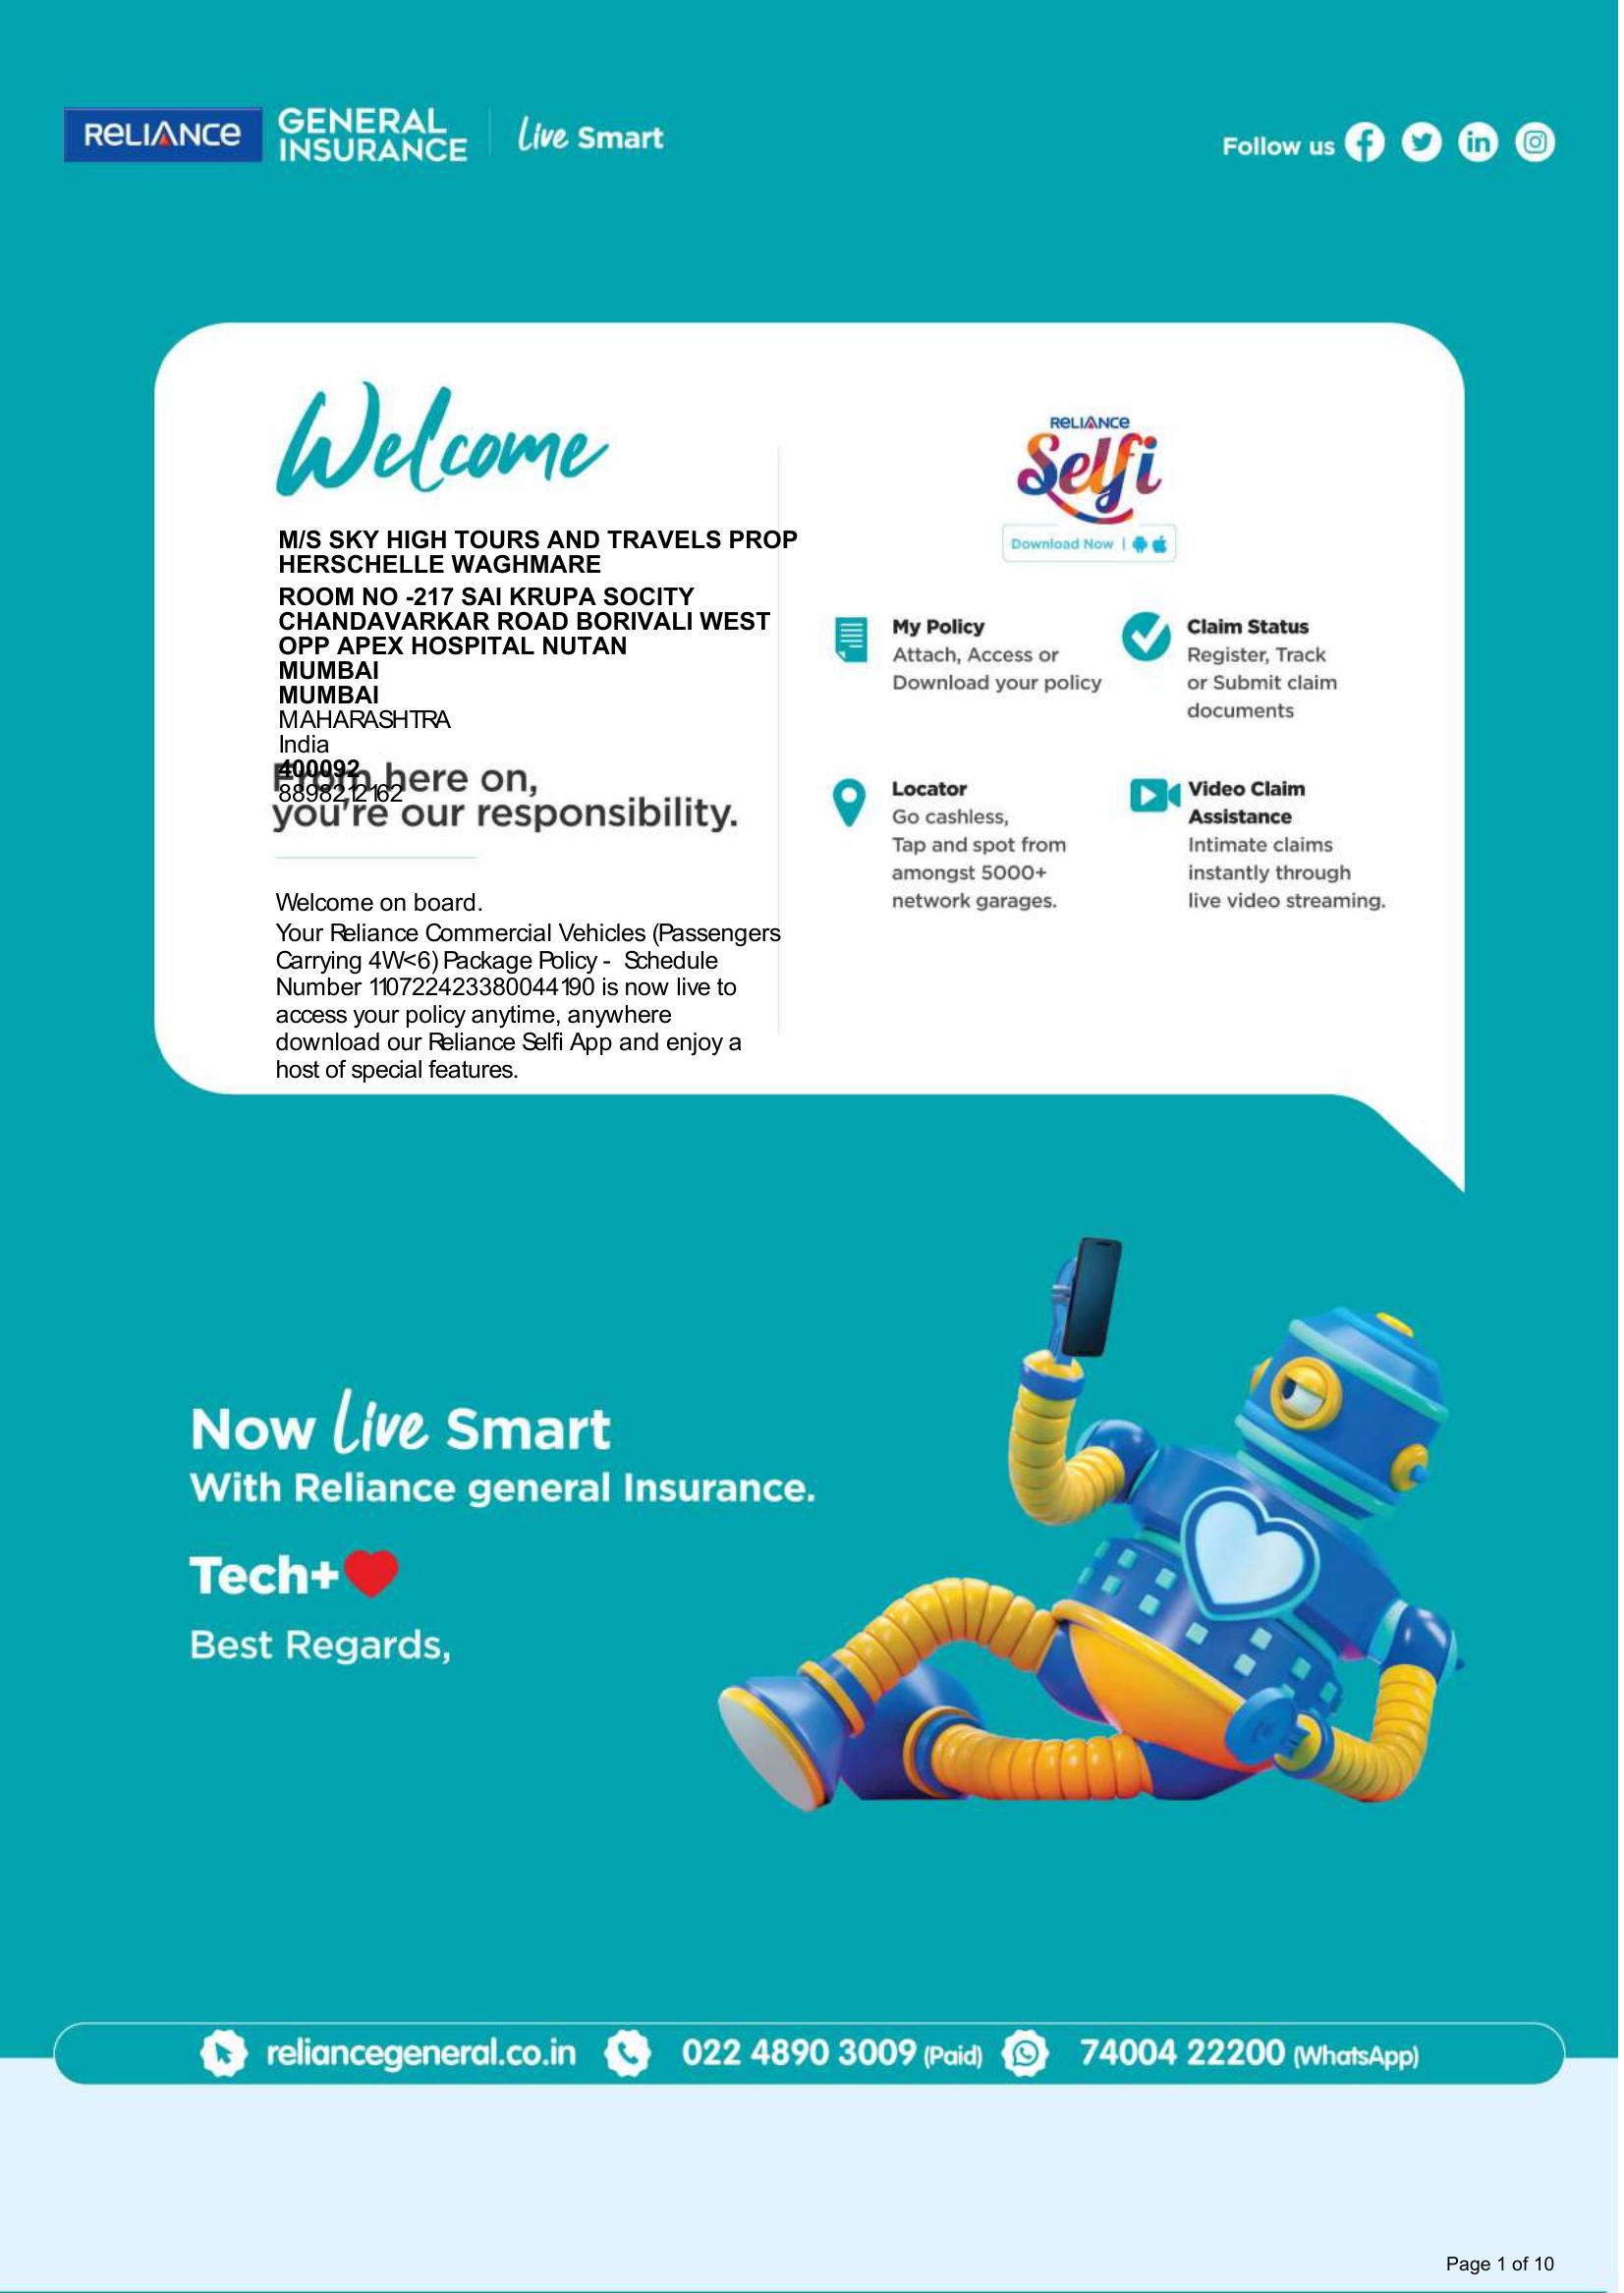 RELIANCE GENERAL INSURANCE Live Smart
Follow us
Welcome
M/S SKY HIGH TOURS AND TRAVELS PROP
HERSCHELLE WAGHMARE
ROOM NO -217 SAI KRUPA SOCITY
CHANDAVARKAR ROAD BORIVALI WEST
OPP APEX HOSPITAL NUTAN
MUMBAI
MUMBAI
MAHARASHTRA
India
400092
8898212162
From here on,
you're our responsibility.
Welcome on board.
Your Reliance Commercial Vehicles (Passengers
Carrying 4W<6) Package Policy - Schedule
Number 110722423380044190 is now live to
access your policy anytime, anywhere
download our Reliance Selfi App and enjoy a
host of special features.
RELIANCE
Selfi
Download Now |
My Policy
Attach, Access or
Download your policy
Claim Status
Register, Track
or Submit claim
documents
Locator
Go cashless,
Tap and spot from
amongst 5000+
network garages.
Video Claim
Assistance
Intimate claims
instantly through
live video streaming.
Now Live Smart
With Reliance general Insurance.
Tech+
Best Regards,
reliancegeneral.co.in 022 4890 3009 (Paid) 74004 22200 (WhatsApp)
Page 1 of 10